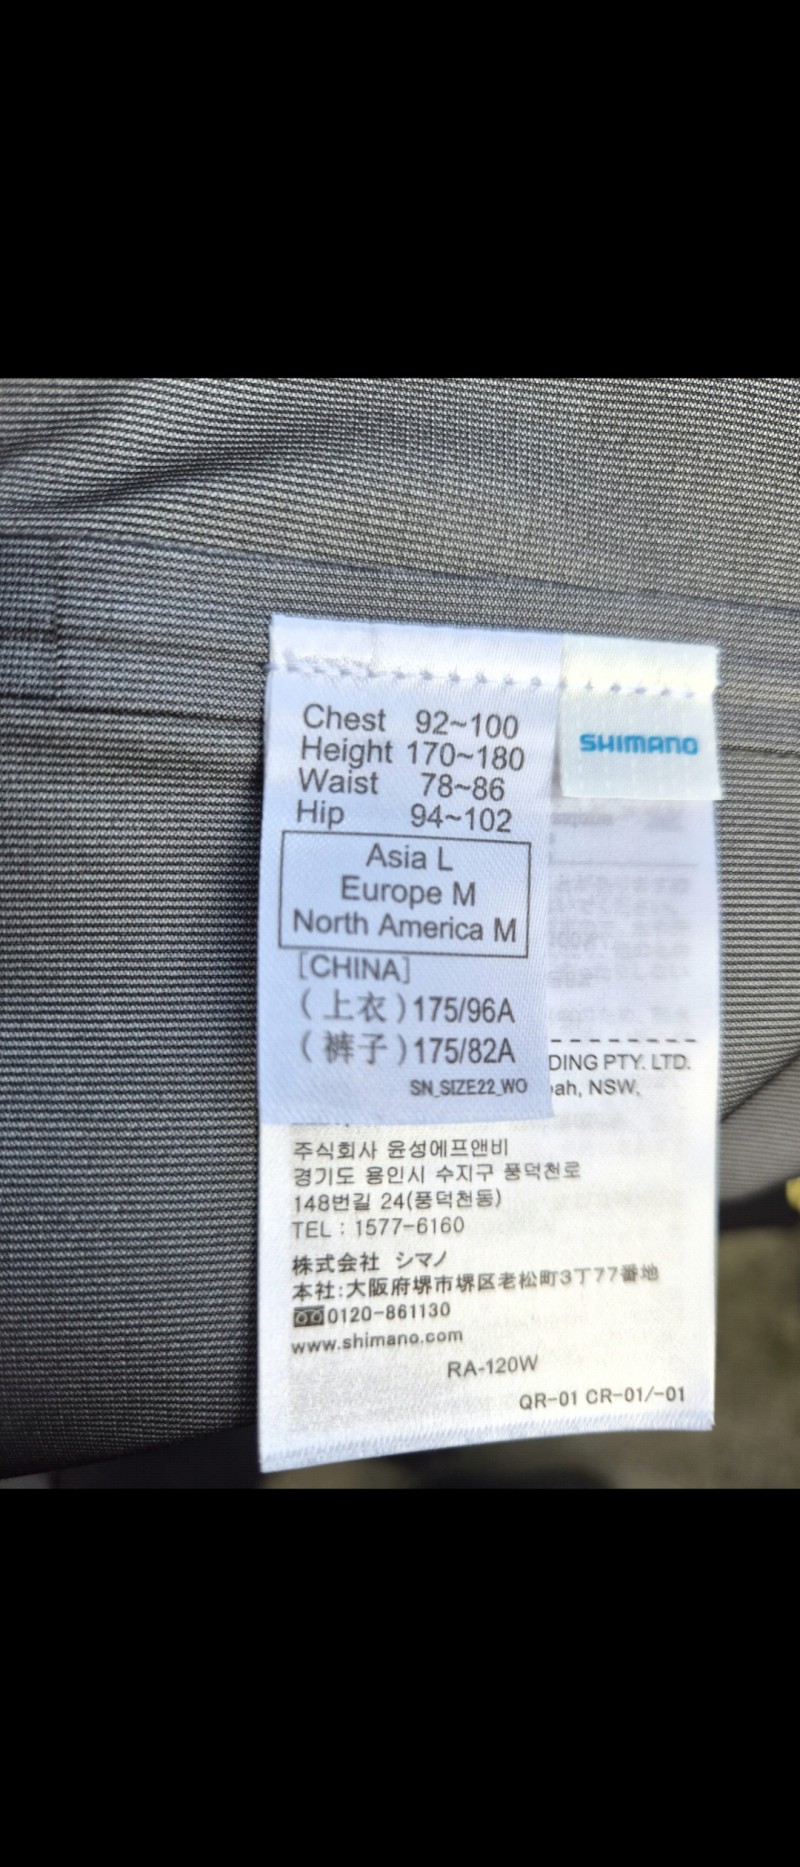 Chest 92~100
Height 170~180
Waist 78~86
Hip 94~102
Asia L
Europe M
North America M
[CHINA]
(上衣)175/96A
(裤子)175/82A
SN_SIZE22_WO
SHIMANO
DING PTY. LTD.
ah, NSW,
주식회사 윤성에프앤비
경기도 용인시 수지구 풍덕천로
148번길 24(풍덕천동)
TEL : 1577-6160
株式会社 シマノ
本社:大阪府堺市堺区老松町3丁77番地
0120-861130
www.shimano.com
RA-120W
QR-01 CR-01/-01